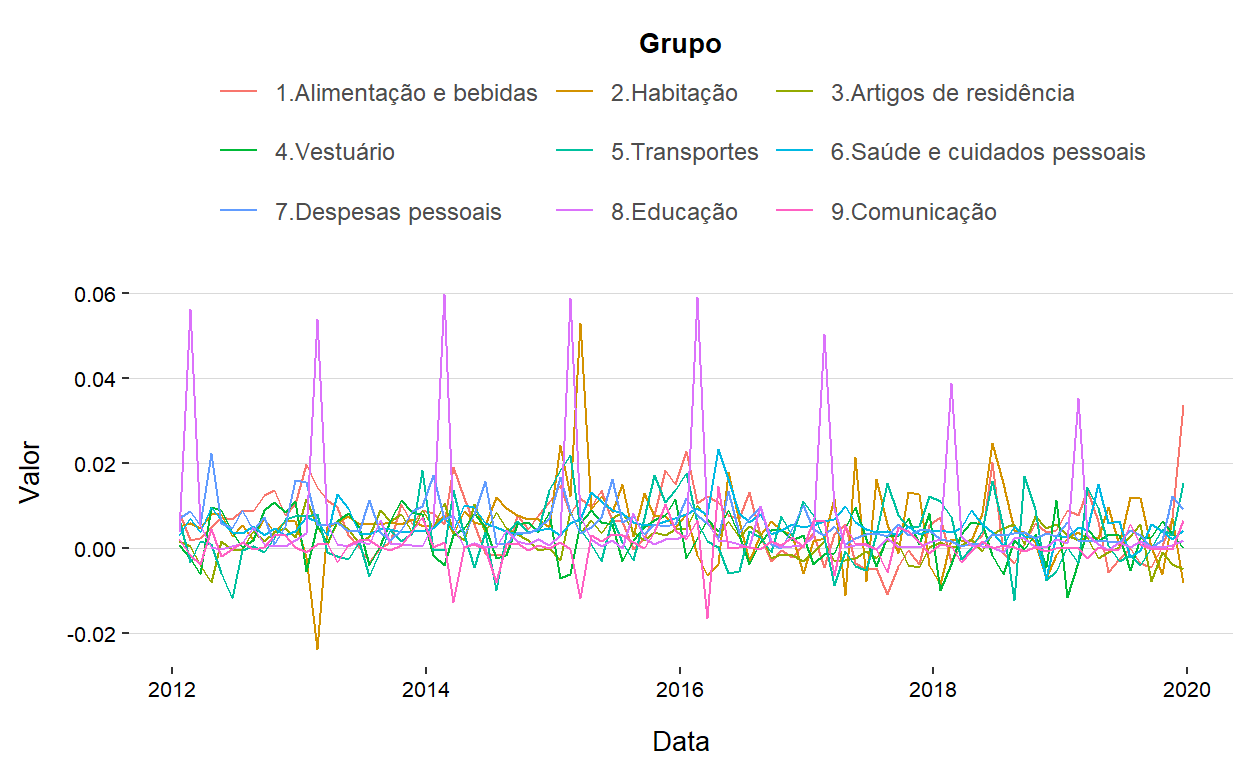 Grupo
1.Alimentação e bebidas 2.Habitação 3.Artigos de residência
4.Vestuário 5.Transportes 6.Saúde e cuidados pessoais
7.Despesas pessoais 8.Educação 9.Comunicação
0.06
0.04
0.02
0.00
-0.02
Valor
2012 2014 2016 2018 2020
Data